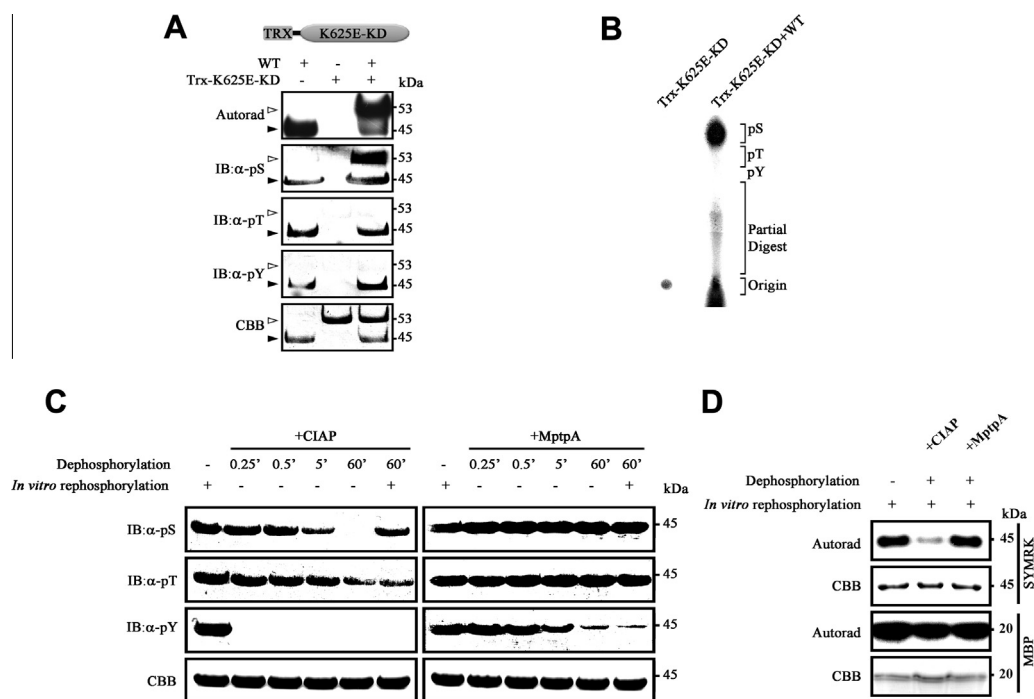 A
TRX K625E-KD
WT + - +
Trx-K625E-KD - + + kDa
Autorad 53
45
IB:α-pS 53
45
IB:α-pT 53
45
IB:α-pY 53
45
CBB 53
45
B
Trx-K625E-KD
Trx-K625E-KD+WT
pS
pT
pY
Partial
Digest
Origin
C
+CIAP +MptpA
Dephosphorylation - 0.25' 0.5' 5' 60' 60' - 0.25' 0.5' 5' 60' 60'
In vitro rephosphorylation + - - - - + + - - - - + kDa
IB:α-pS 45
IB:α-pT 45
IB:α-pY 45
CBB 45
D
+CIAP
+MptpA
Dephosphorylation - + +
In vitro rephosphorylation + + +
kDa
Autorad 45
CBB 45
SYMRK
Autorad 20
CBB 20
MBP